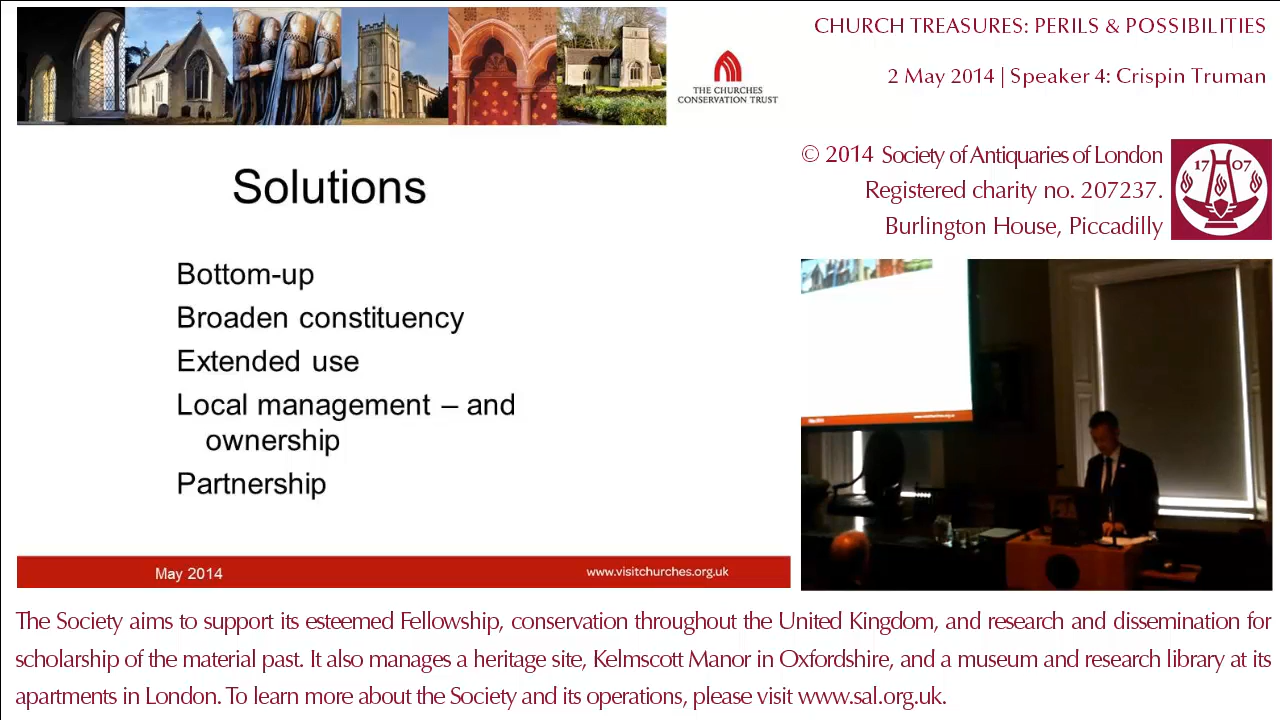 THE CHURCHES
CONSERVATION TRUST
Solutions
Bottom-up
Broaden constituency
Extended use
Local management – and
ownership
Partnership
May 2014
www.visitchurches.org.uk
CHURCH TREASURES: PERILS & POSSIBILITIES
2 May 2014 | Speaker 4: Crispin Truman
© 2014 Society of Antiquaries of London
Registered charity no. 207237.
Burlington House, Piccadilly
17 07
The Society aims to support its esteemed Fellowship, conservation throughout the United Kingdom, and research and dissemination for
scholarship of the material past. It also manages a heritage site, Kelmscott Manor in Oxfordshire, and a museum and research library at its
apartments in London. To learn more about the Society and its operations, please visit www.sal.org.uk.